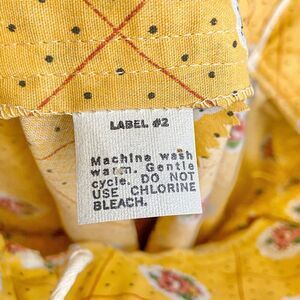 LABEL #2
Machine wash
warm. Gentle
cycle. DO NOT
USE CHLORINE
BLEACH.